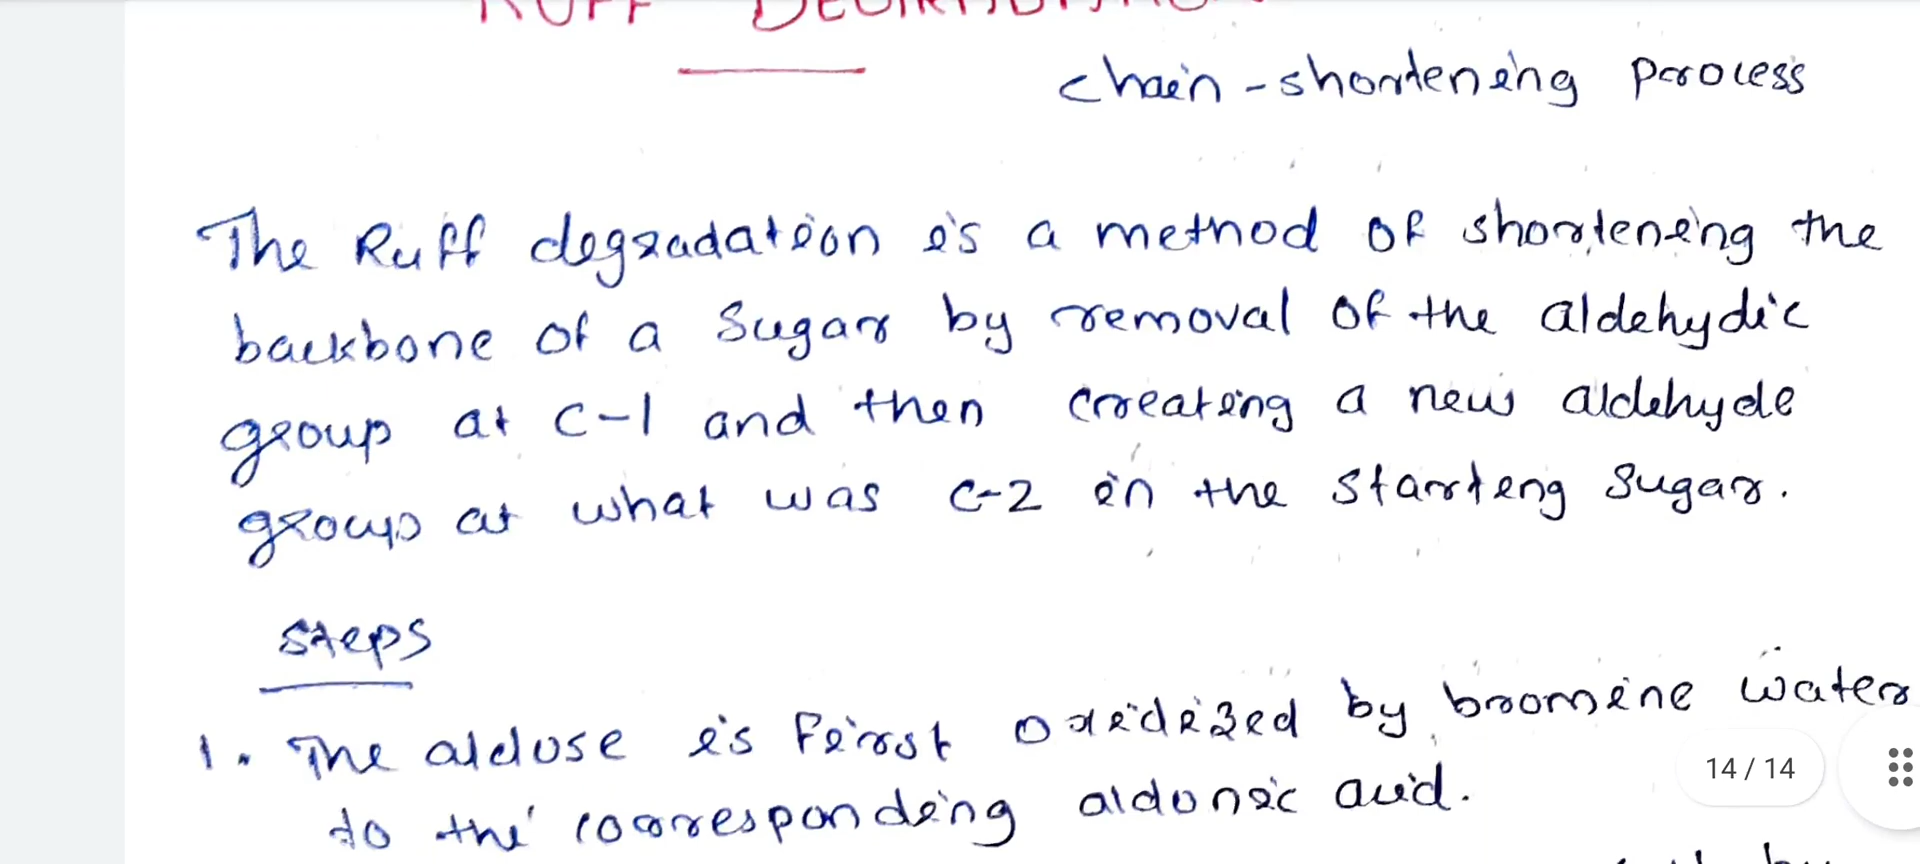 RUFF DEGRADATION
chain-shortening process
The Ruff degradation is a method of shortening the
backbone of a sugar by removal of the aldehydic
group at C-1 and then creating a new aldehyde
group at what was C-2 in the starting sugar.
Steps
1. The aldose is first oxidized by bromine water
to the corresponding aldonic acid.
14 / 14